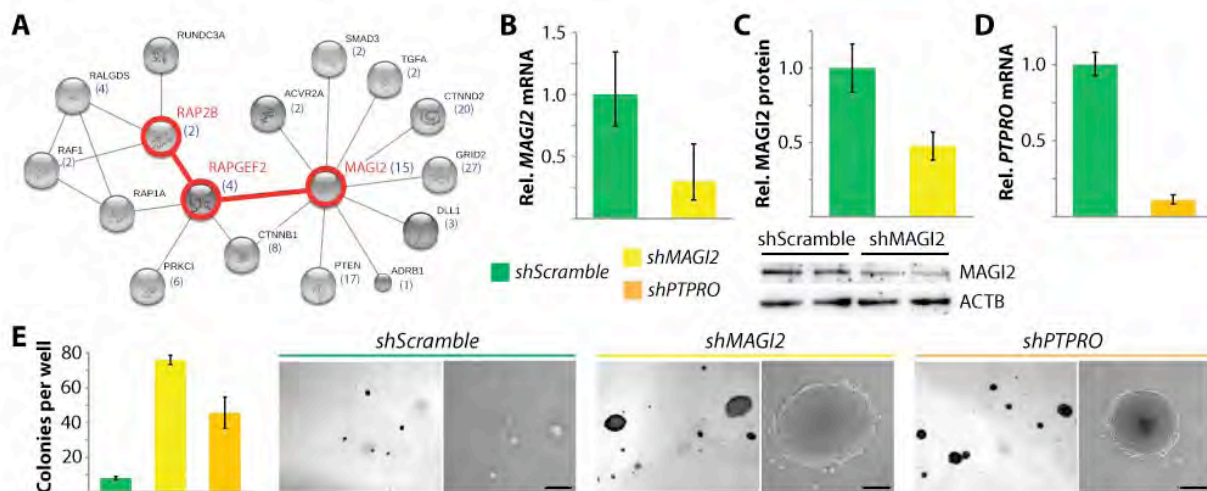 A
RUNDC3A
RALGDS
(4)
RAP2B
(2)
RAF1
(2)
RAPGEF2
(4)
RAP1A
PRKCI
(6)
CTNNB1
(8)
SMAD3
(2)
TGFA
(2)
ACVR2A
(2)
CTNND2
(20)
MAGI2 (15)
GRID2
(27)
DLL1
(3)
PTEN
(17)
ADRB1
(1)
B
Rel. MAGI2 mRNA
1.5
1.0
0.5
shScramble
shMAGI2
shPTPRO
C
Rel. MAGI2 protein
1.0
0.5
shScramble shMAGI2
MAGI2
ACTB
D
Rel. PTPRO mRNA
1.0
0.5
E
Colonies per well
80
60
40
20
shScramble
shMAGI2
shPTPRO